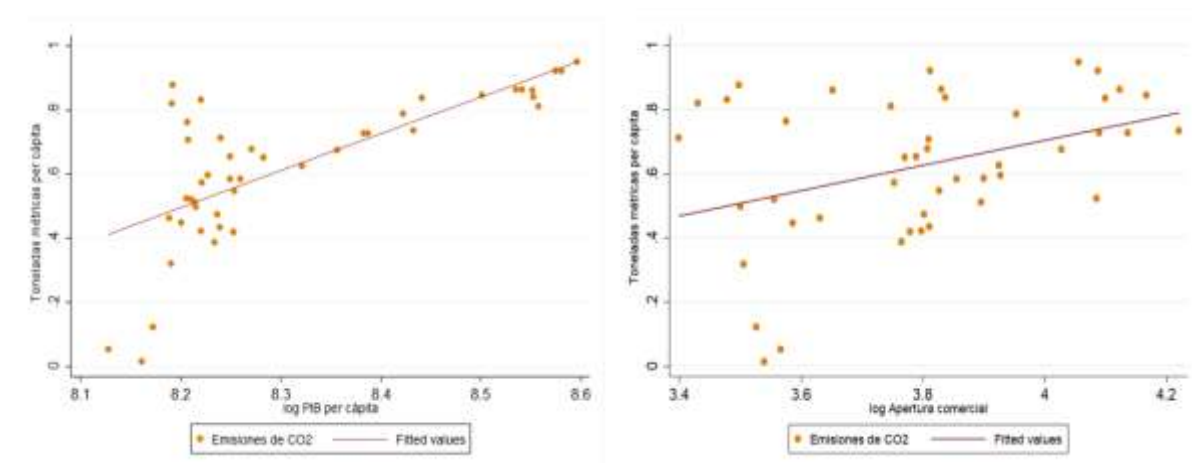 Toneladas métricas per cápita
1
.8
.6
.4
.2
0
8.1 8.2 8.3 8.4 8.5 8.6
log PIB per cápita
Emisiones de CO2 Fitted values
Toneladas métricas per cápita
1
.8
.6
.4
.2
0
3.4 3.6 3.8 4 4.2
log Apertura comercial
Emisiones de CO2 Fitted values